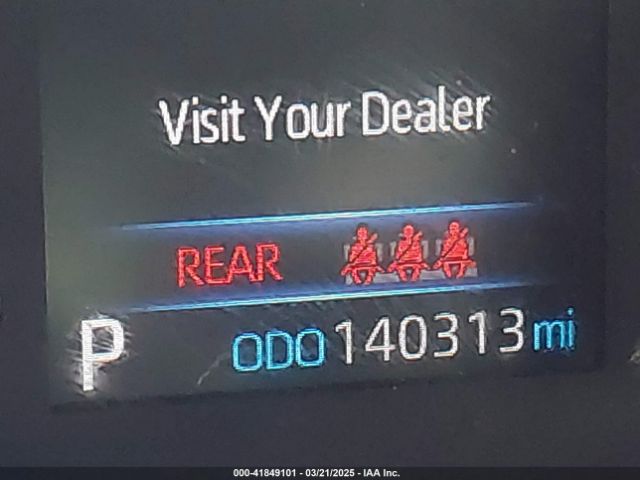 Visit Your Dealer
REAR
P
ODO 140313 mi
000-41849101 - 03/21/2025 - IAA Inc.